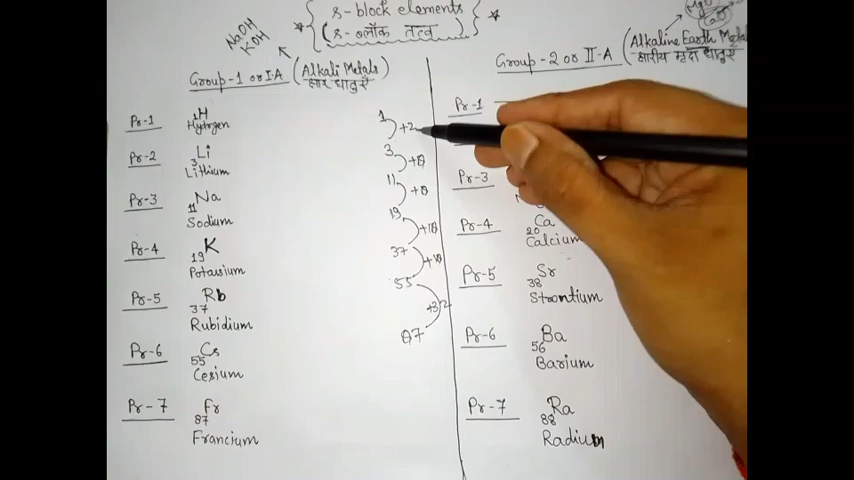 s-block elements
(s-ब्लॉक तत्व)
NaOH
KOH
MgO
CaO
Group-1 or I-A (Alkali Metals)
क्षार धातुएँ
Group-2 or II-A (Alkaline Earth Metals
क्षारीय मृदा धातुएँ
Pr-1
1H
Hydrogen
Pr-2
3Li
Lithium
Pr-3
11Na
Sodium
Pr-4
19K
Potassium
Pr-5
37Rb
Rubidium
Pr-6
55Cs
Cesium
Pr-7
87Fr
Francium
1
+2
3
+8
11
+8
19
+18
37
+18
55
+32
87
Pr-1
Pr-3
Pr-4
20Ca
Calcium
Pr-5
38Sr
Strontium
Pr-6
56Ba
Barium
Pr-7
88Ra
Radium